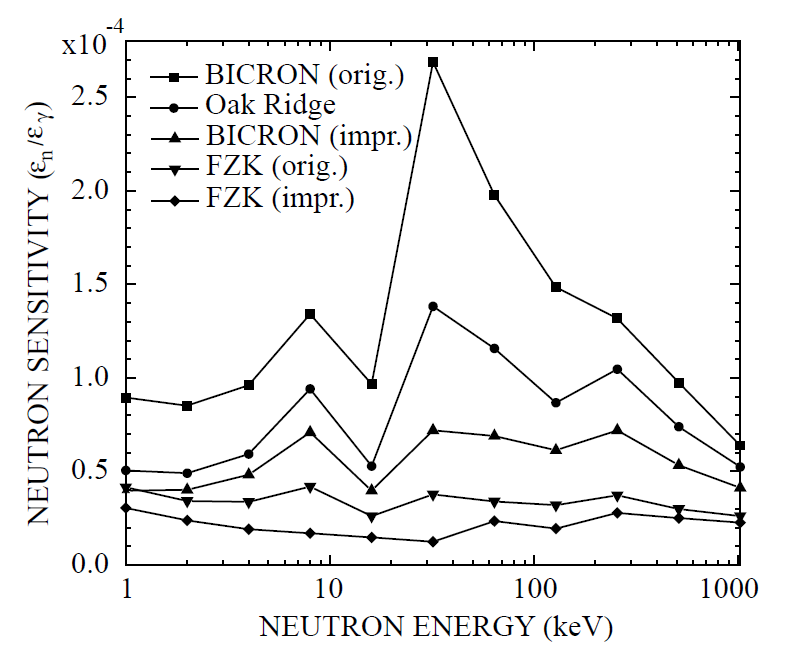 x10-4
BICRON (orig.)
Oak Ridge
BICRON (impr.)
FZK (orig.)
FZK (impr.)
2.5
2.0
1.5
1.0
0.5
0.0
NEUTRON SENSITIVITY (εn/εγ)
1
10
100
1000
NEUTRON ENERGY (keV)